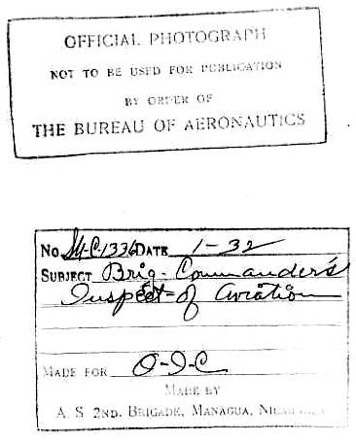 OFFICIAL PHOTOGRAPH
NOT TO BE USED FOR PUBLICATION
BY ORDER OF
THE BUREAU OF AERONAUTICS
No. M-C-1336 DATE 1-32
SUBJECT Brig. Commander's
Inspect- of Aviation
MADE FOR O-I-C
MADE BY
A. S. 2ND. BRIGADE, MANAGUA,